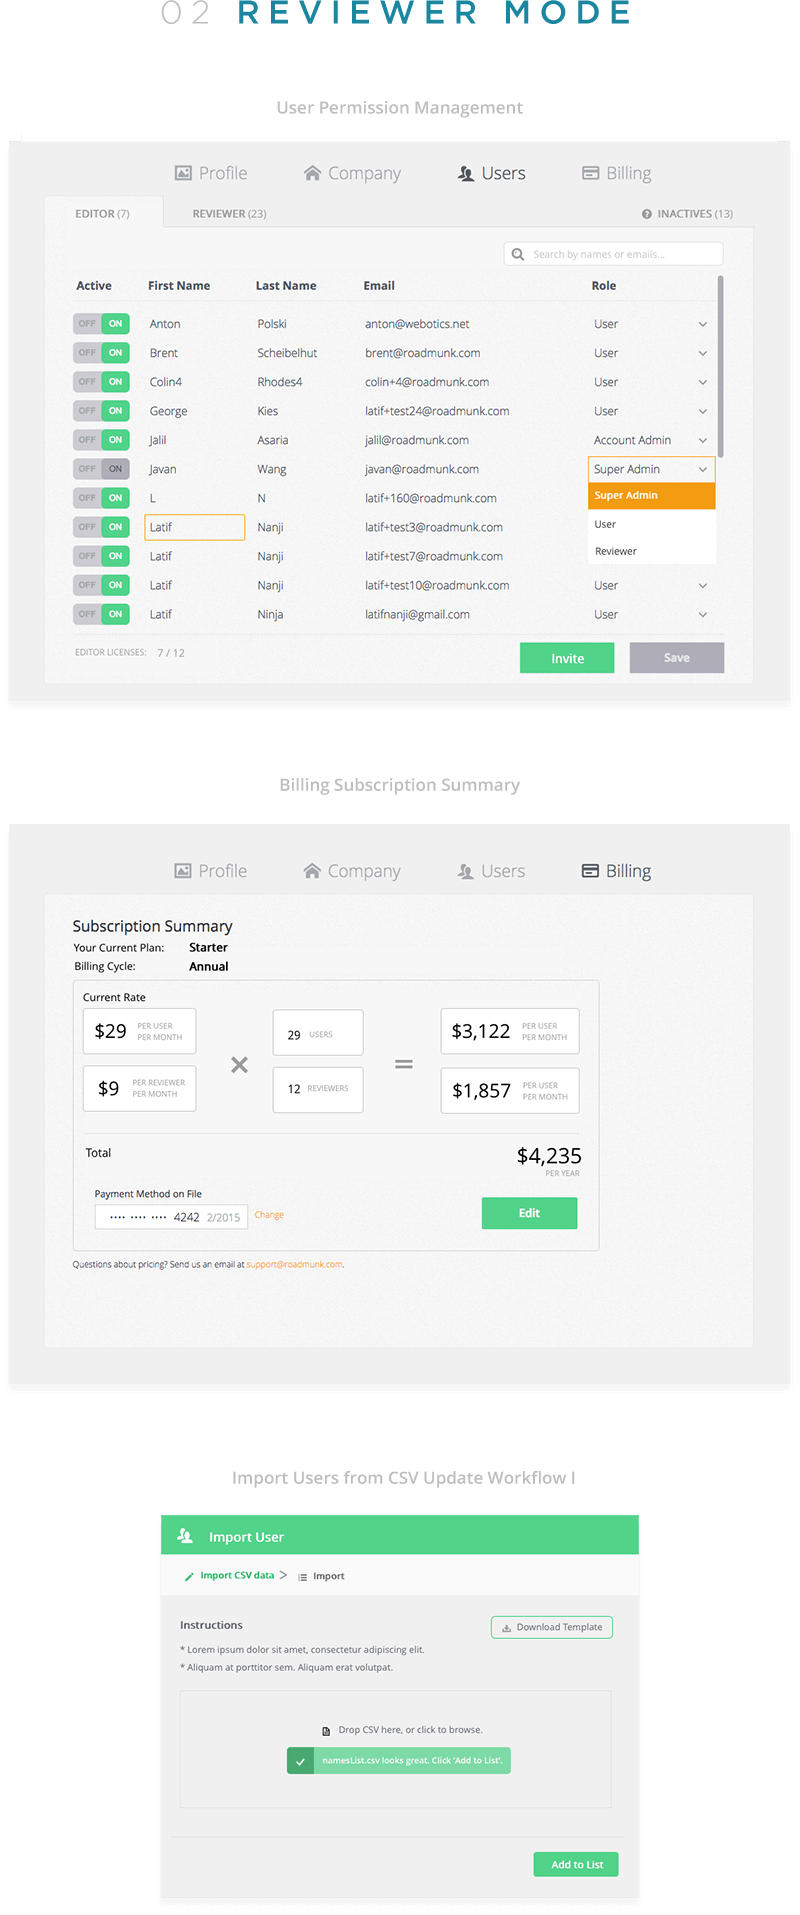 02 REVIEWER MODE
User Permission Management
Profile Company Users Billing
EDITOR (7) REVIEWER (23) INACTIVES (13)
Search by names or emails...
Active First Name Last Name Email Role
OFF ON Anton Polski anton@webotics.net User
OFF ON Brent Scheibelhut brent@roadmunk.com User
OFF ON Colin4 Rhodes4 colin+4@roadmunk.com User
OFF ON George Kies latif+test24@roadmunk.com User
OFF ON Jalil Asaria jalil@roadmunk.com Account Admin
OFF ON Javan Wang javan@roadmunk.com Super Admin
OFF ON L N latif+160@roadmunk.com Super Admin
OFF ON Latif Nanji latif+test3@roadmunk.com User
OFF ON Latif Nanji latif+test7@roadmunk.com Reviewer
OFF ON Latif Nanji latif+test10@roadmunk.com User
OFF ON Latif Ninja latifnanji@gmail.com User
EDITOR LICENSES: 7 / 12 Invite Save
Billing Subscription Summary
Profile Company Users Billing
Subscription Summary
Your Current Plan: Starter
Billing Cycle: Annual
Current Rate
$29 PER USER PER MONTH × 29 USERS = $3,122 PER USER PER MONTH
$9 PER REVIEWER PER MONTH 12 REVIEWERS $1,857 PER USER PER MONTH
Total $4,235
PER YEAR
Payment Method on File
•••• •••• •••• 4242 2/2015 Change Edit
Questions about pricing? Send us an email at support@roadmunk.com.
Import Users from CSV Update Workflow I
Import User
Import CSV data > Import
Instructions Download Template
* Lorem ipsum dolor sit amet, consectetur adipiscing elit.
* Aliquam at porttitor sem. Aliquam erat volutpat.
Drop CSV here, or click to browse.
namesList.csv looks great. Click 'Add to List'.
Add to List